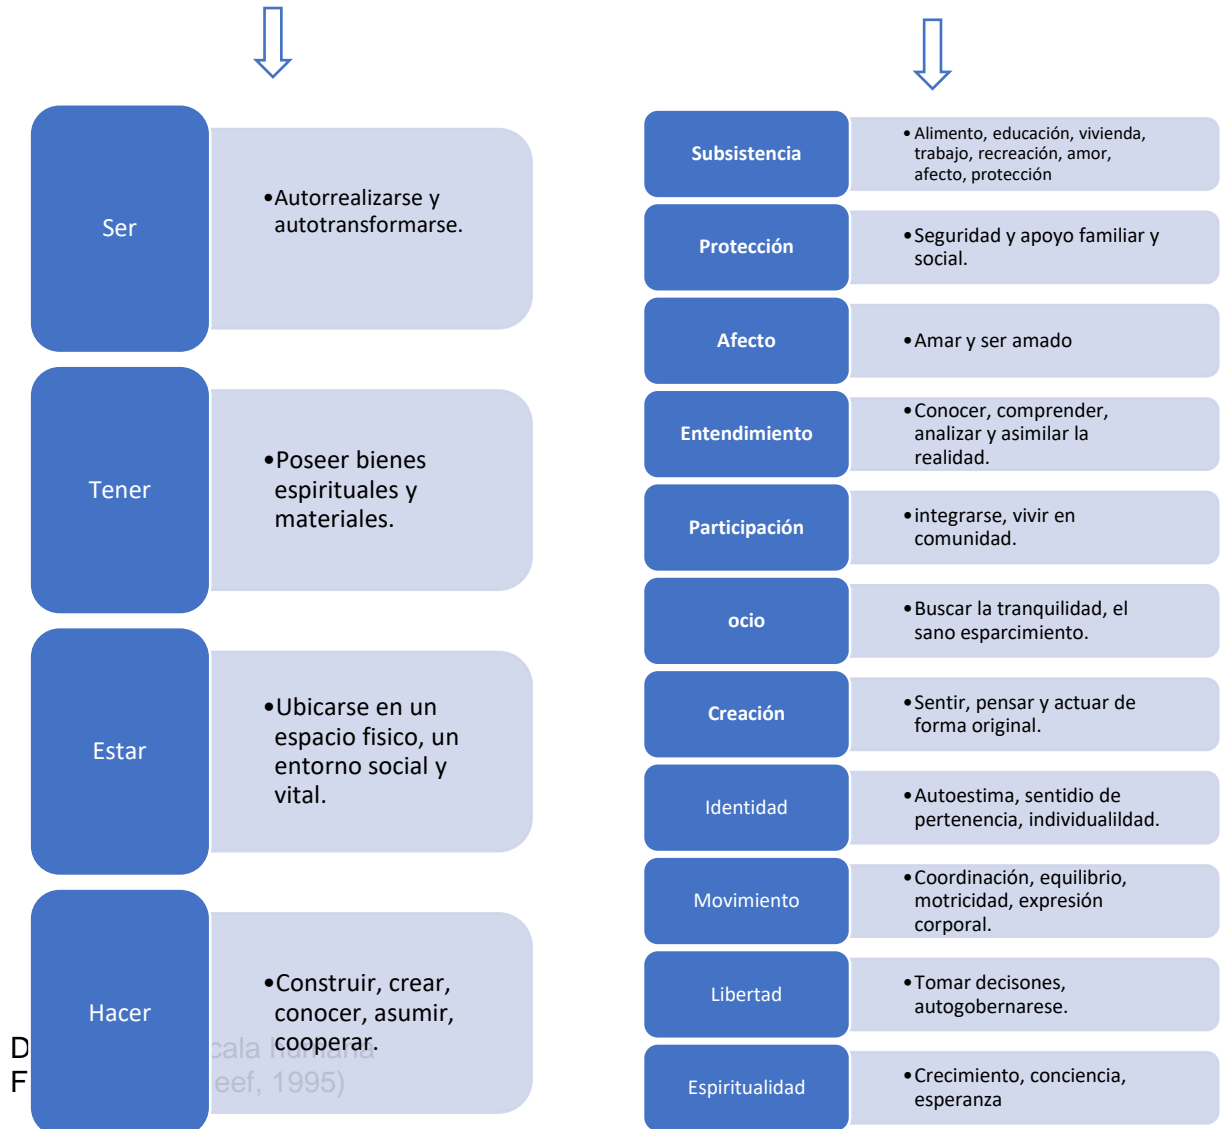 Ser
•Autorrealizarse y
autotransformarse.
Tener
•Poseer bienes
espirituales y
materiales.
Estar
•Ubicarse en un
espacio fisico, un
entorno social y
vital.
Hacer
•Construir, crear,
conocer, asumir,
cooperar.
D cala humana
F eef, 1995)
Subsistencia
•Alimento, educación, vivienda,
trabajo, recreación, amor,
afecto, protección
Protección
•Seguridad y apoyo familiar y
social.
Afecto
•Amar y ser amado
Entendimiento
•Conocer, comprender,
analizar y asimilar la
realidad.
Participación
•integrarse, vivir en
comunidad.
ocio
•Buscar la tranquilidad, el
sano esparcimiento.
Creación
•Sentir, pensar y actuar de
forma original.
Identidad
•Autoestima, sentidio de
pertenencia, individualildad.
Movimiento
•Coordinación, equilibrio,
motricidad, expresión
corporal.
Libertad
•Tomar decisones,
autogobernarese.
Espiritualidad
•Crecimiento, conciencia,
esperanza